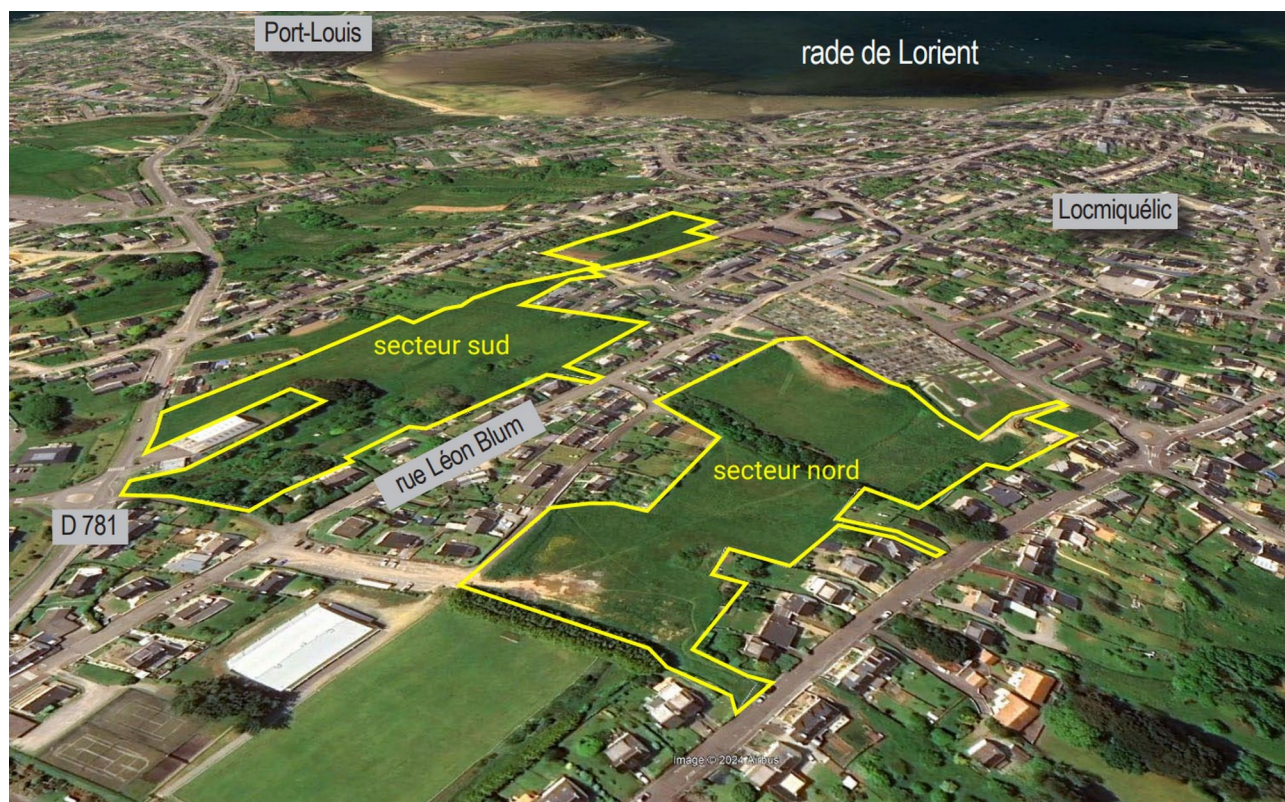 Port-Louis
rade de Lorient
Locmiquélic
secteur sud
rue Léon Blum
secteur nord
D 781
Image © 2024 Airbus